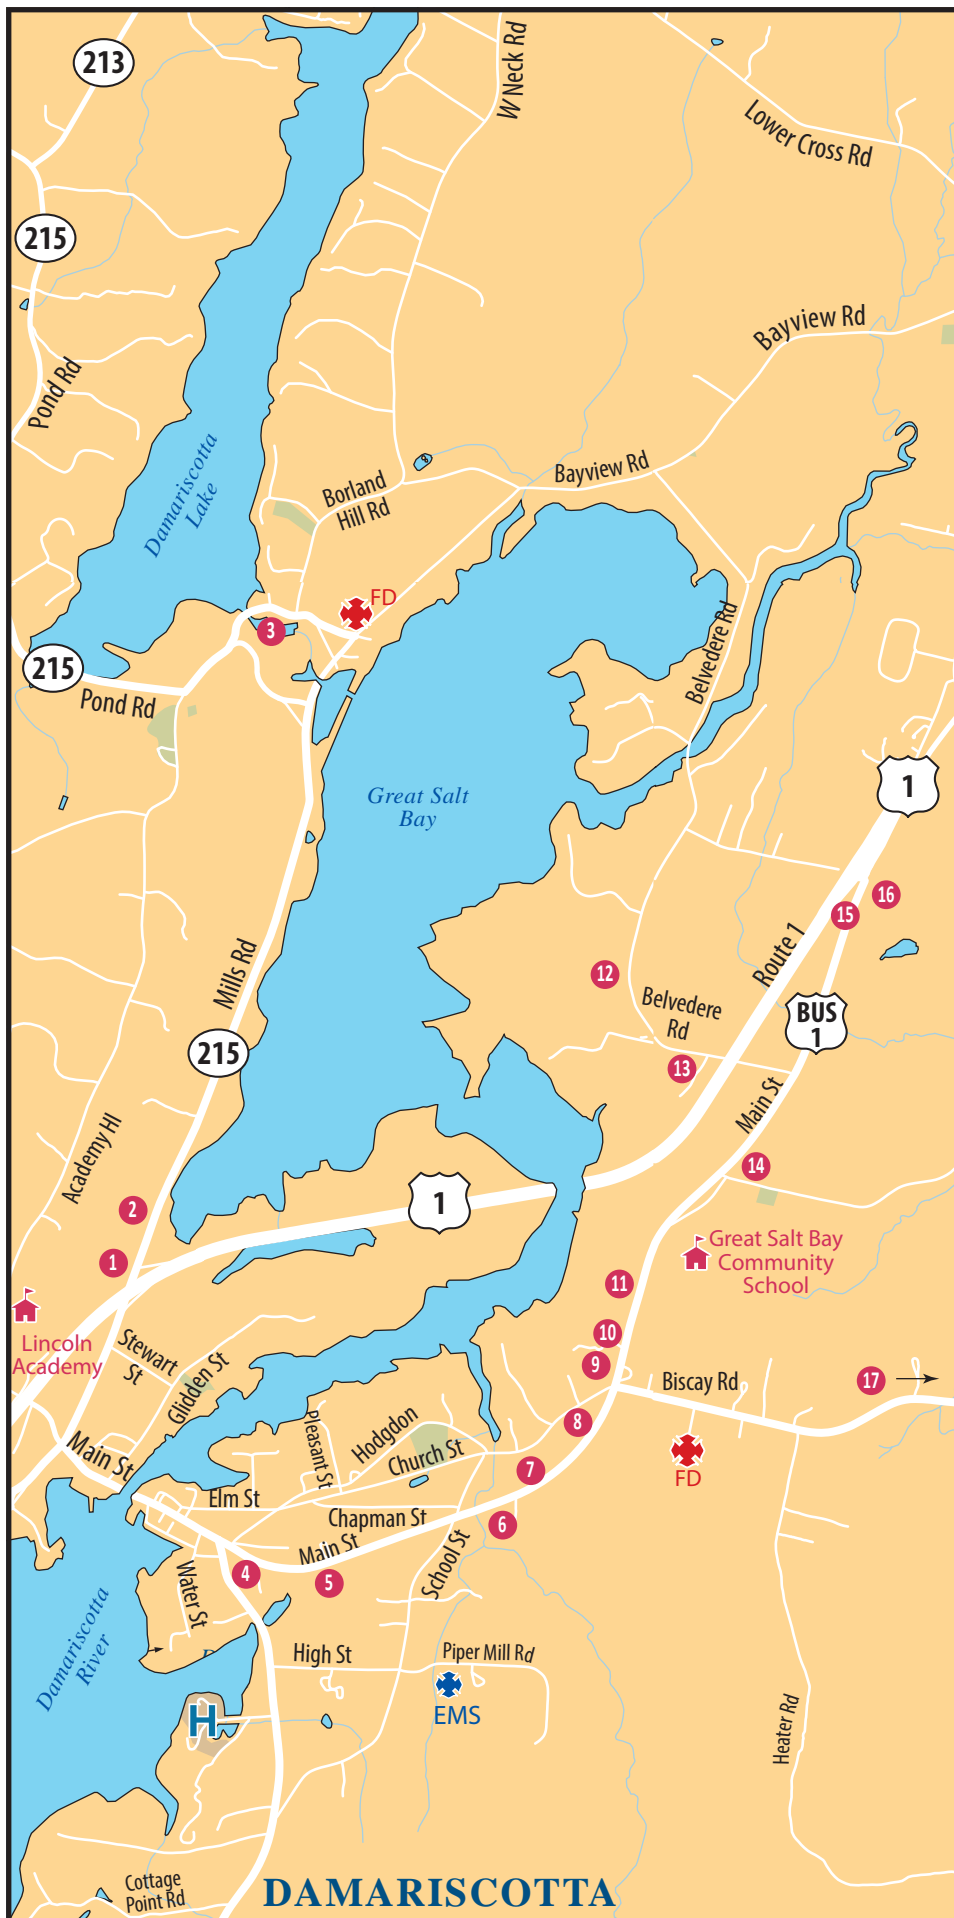 213
W Neck Rd
Lower Cross Rd
215
Bayview Rd
Pond Rd
Damariscotta
Lake
Borland
Hill Rd
Bayview Rd
FD
3
Belvedere Rd
215
Pond Rd
1
Great Salt
Bay
16
15
Route 1
12
Mills Rd
Belvedere
Rd
BUS
1
215
13
Main St
Academy Hl
14
2
1
Great Salt Bay
Community
School
1
11
Lincoln
Academy
Stewart
St
10
9
Glidden St
Biscay Rd
17
Pleasant St
Hodgdon
8
Main St
Church St
7
FD
Elm St
Chapman St
6
Main St
School St
4
5
Water St
Damariscotta
River
High St
Piper Mill Rd
EMS
H
Heater Rd
Cottage
Point Rd
DAMARISCOTTA